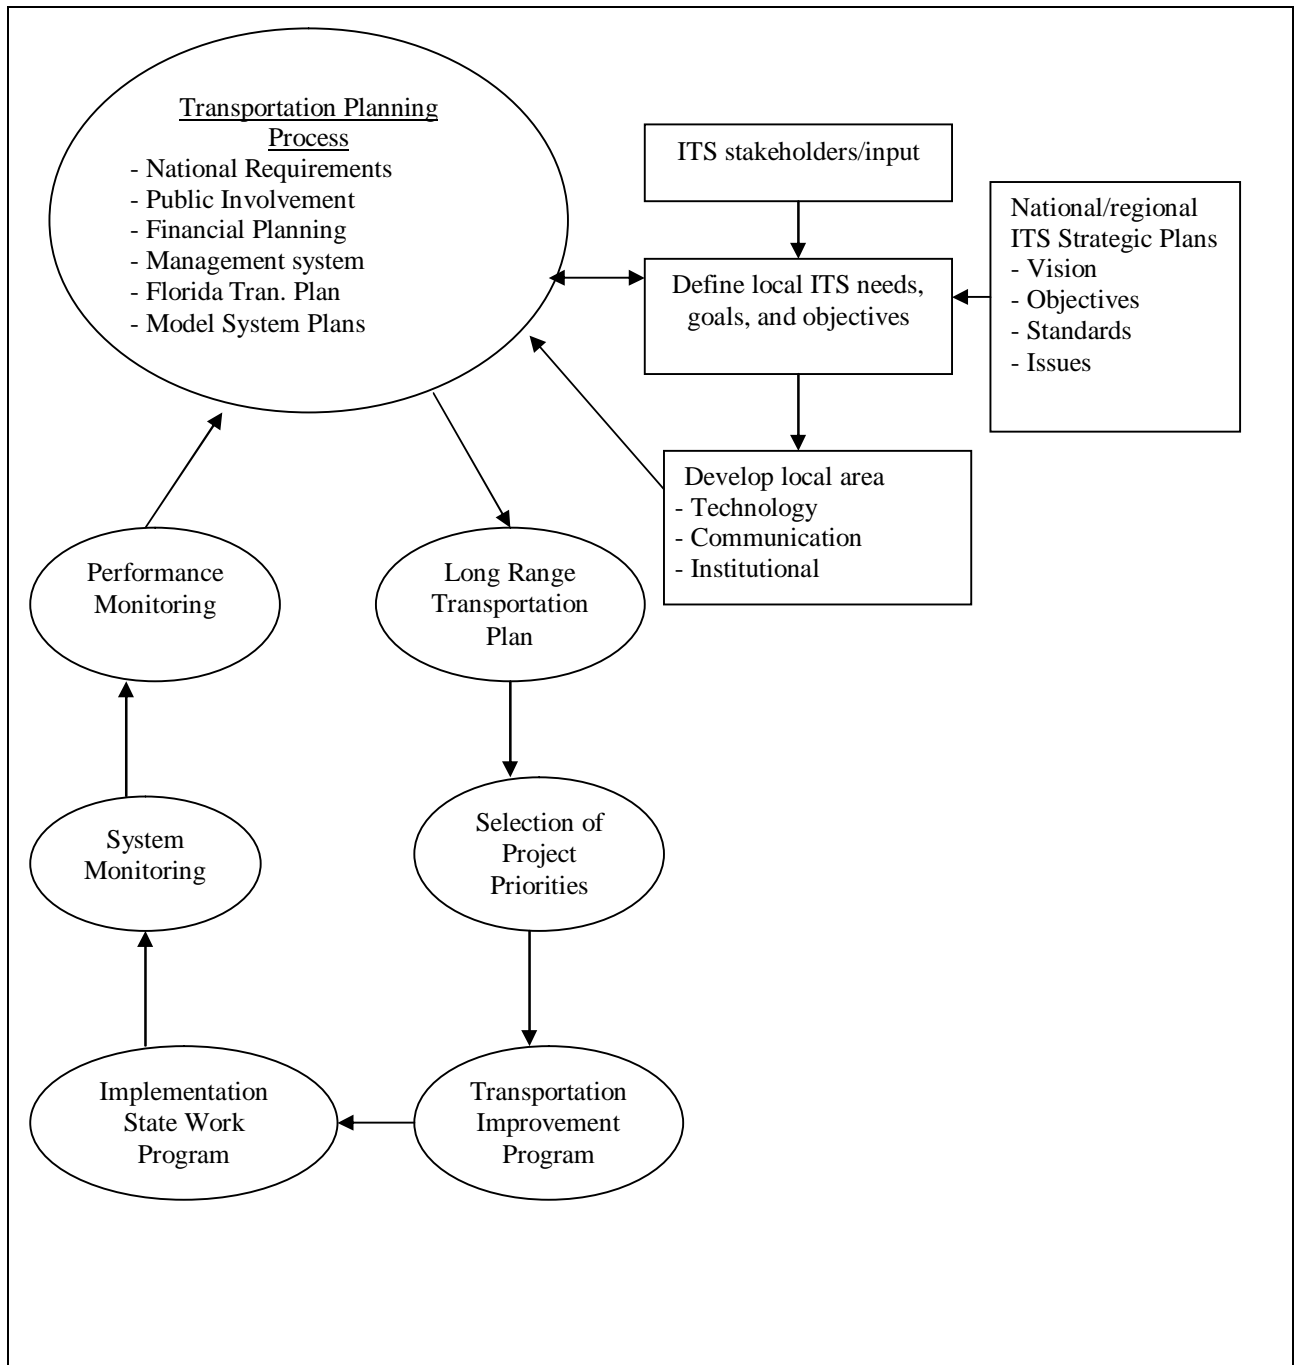 Transportation Planning
Process
- National Requirements
- Public Involvement
- Financial Planning
- Management system
- Florida Tran. Plan
- Model System Plans
ITS stakeholders/input
National/regional
ITS Strategic Plans
- Vision
- Objectives
- Standards
- Issues
Define local ITS needs,
goals, and objectives
Develop local area
- Technology
- Communication
- Institutional
Performance
Monitoring
Long Range
Transportation
Plan
System
Monitoring
Selection of
Project
Priorities
Implementation
State Work
Program
Transportation
Improvement
Program